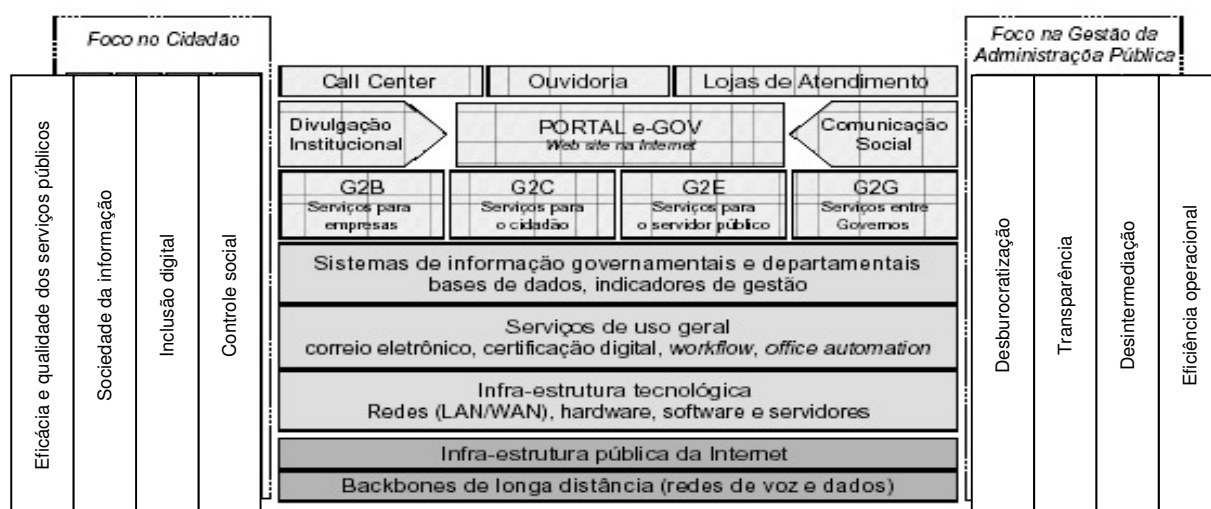 Foco no Cidadão
Eficácia e qualidade dos serviços públicos
Sociedade da informação
Inclusão digital
Controle social
Call Center
Ouvidoria
Lojas de Atendimento
Divulgação
Institucional
PORTAL e-GOV
Web site na Internet
Comunicação
Social
G2B
Serviços para
empresas
G2C
Serviços para
o cidadão
G2E
Serviços para
o servidor público
G2G
Serviços entre
Governos
Sistemas de informação governamentais e departamentais
bases de dados, indicadores de gestão
Serviços de uso geral
correio eletrônico, certificação digital, workflow, office automation
Infra-estrutura tecnológica
Redes (LAN/WAN), hardware, software e servidores
Infra-estrutura pública da Internet
Backbones de longa distância (redes de voz e dados)
Foco na Gestão da
Administraçõa Pública
Desburocratização
Transparência
Desintermediação
Eficiência operacional